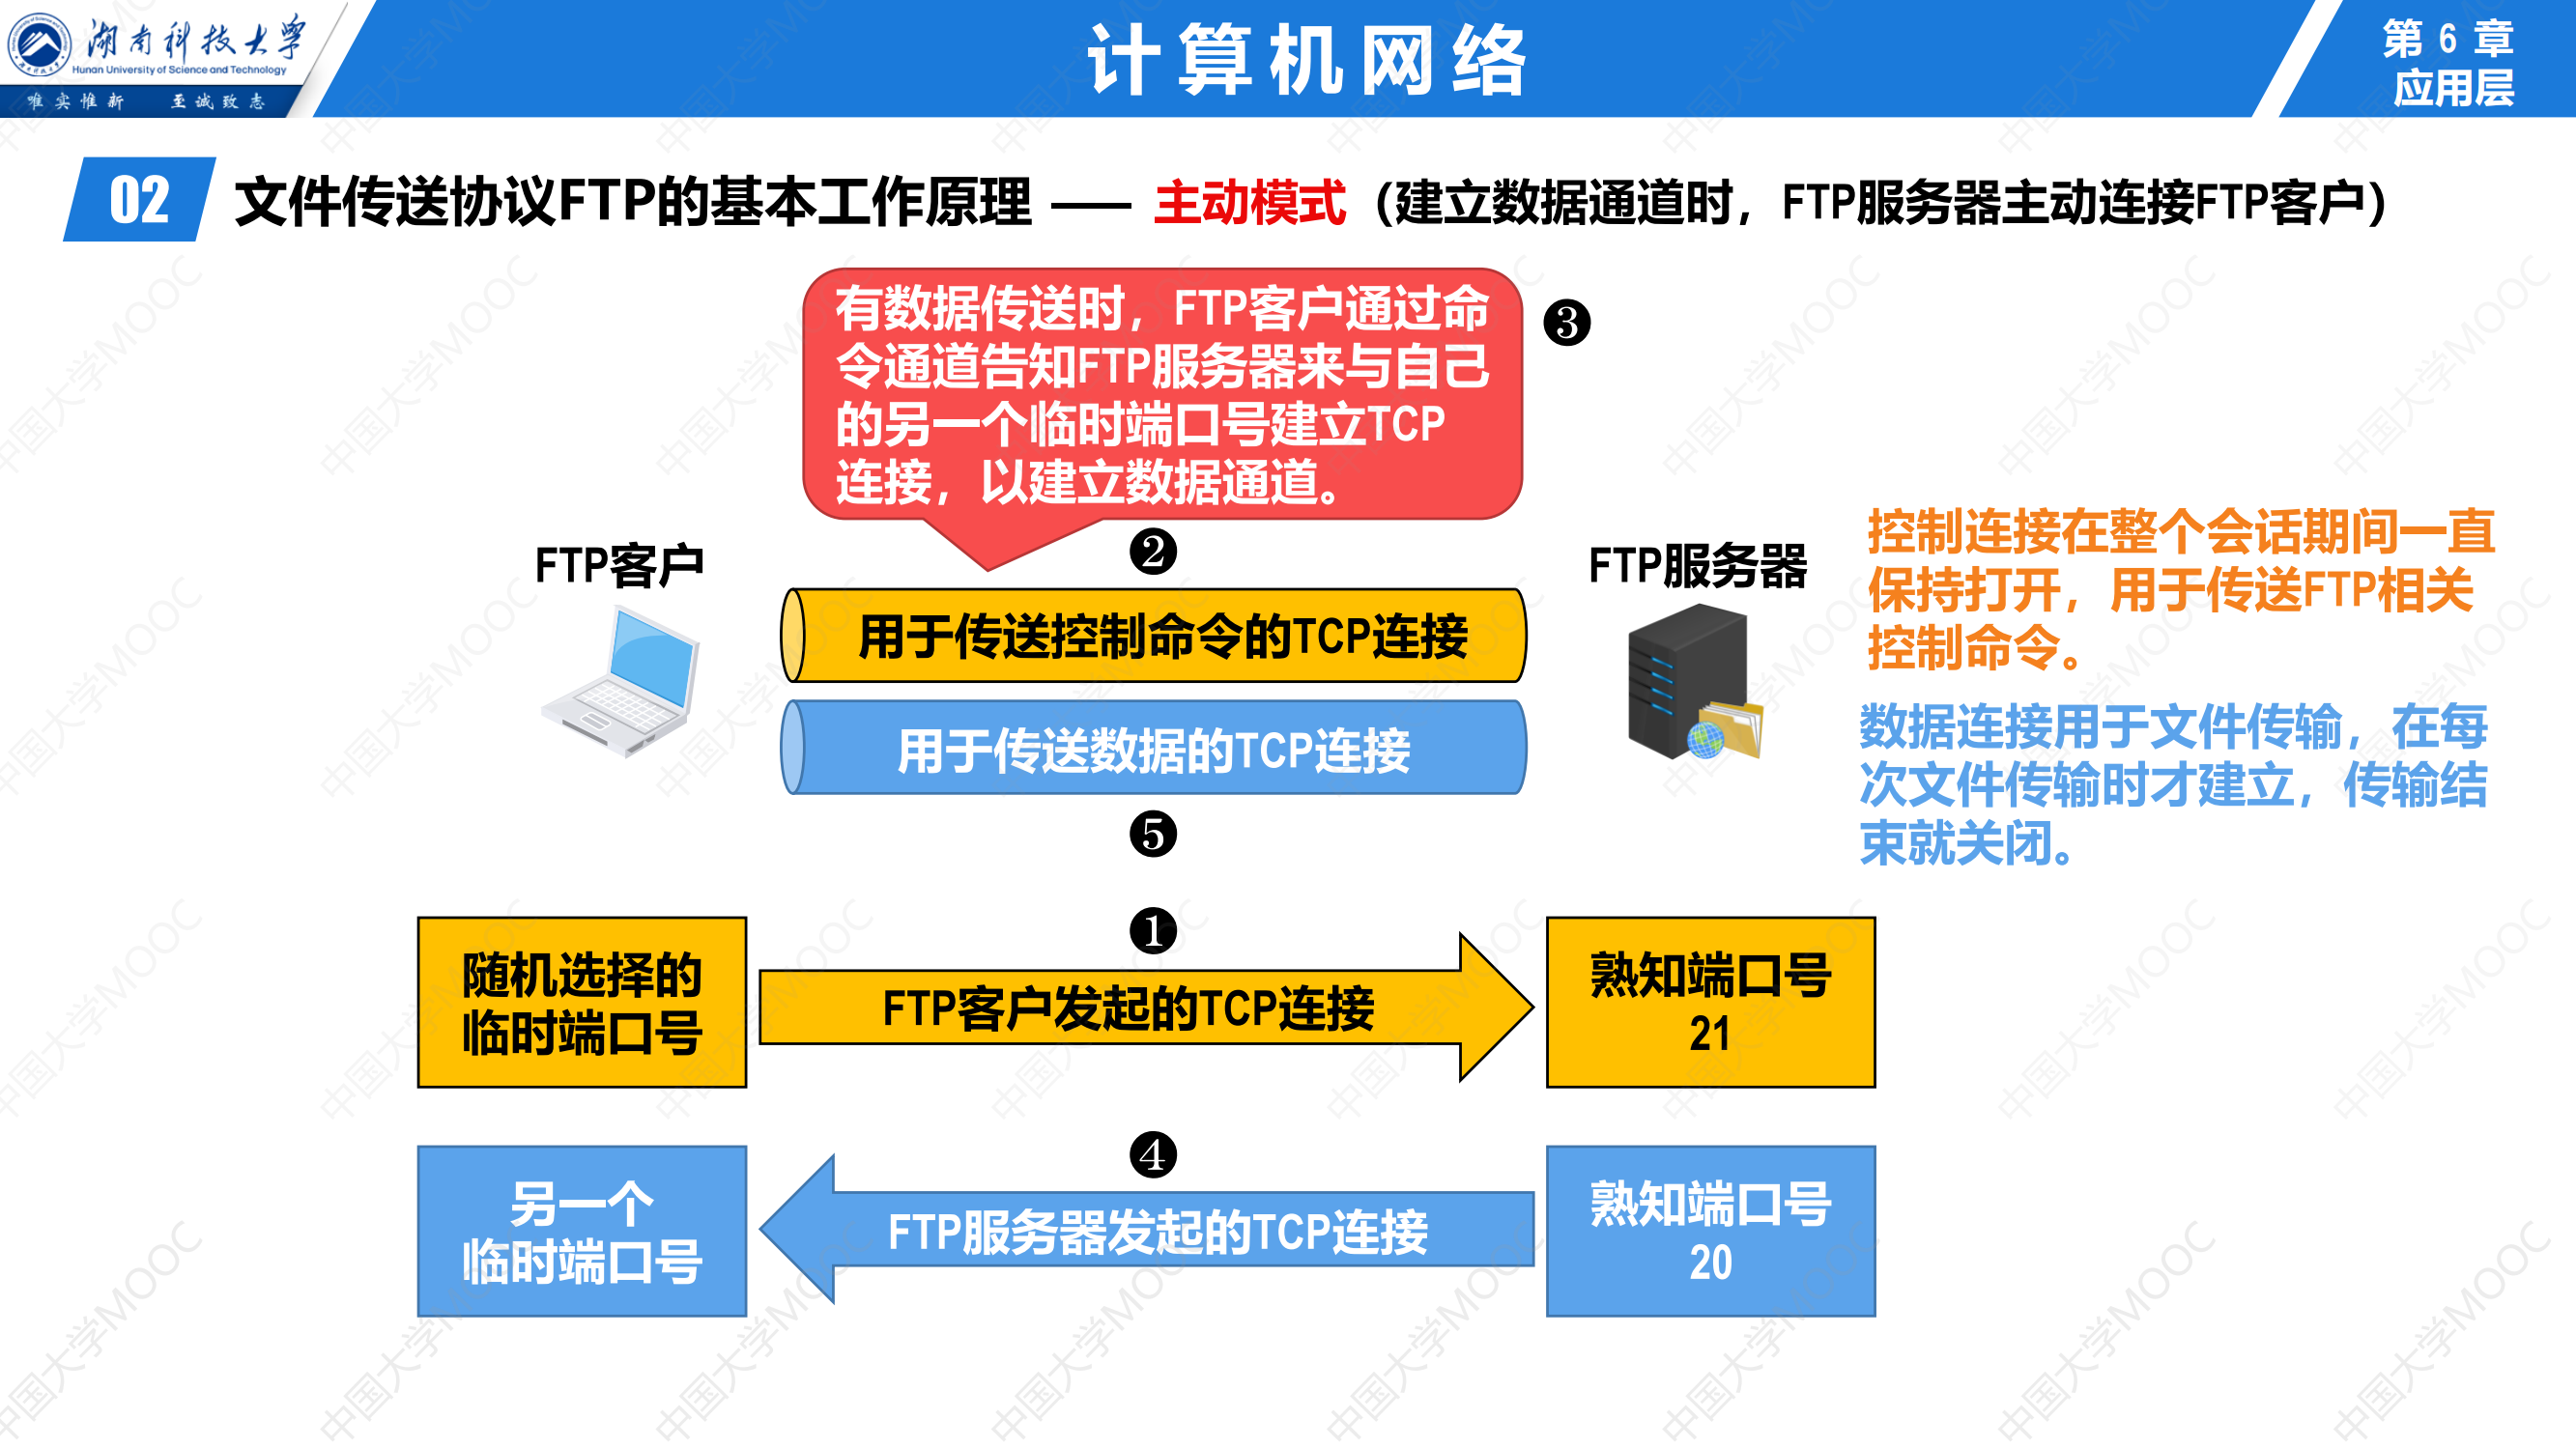 湖南科技大学
Hunan University of Science and Technology
唯实惟新 至诚致志
计算机网络
第 6 章
应用层
02
文件传送协议FTP的基本工作原理 —— 主动模式（建立数据通道时，FTP服务器主动连接FTP客户）
有数据传送时，FTP客户通过命
令通道告知FTP服务器来与自己
的另一个临时端口号建立TCP
连接，以建立数据通道。
❸
❷
FTP客户
FTP服务器
用于传送控制命令的TCP连接
用于传送数据的TCP连接
控制连接在整个会话期间一直
保持打开，用于传送FTP相关
控制命令。
数据连接用于文件传输，在每
次文件传输时才建立，传输结
束就关闭。
❺
❶
随机选择的
临时端口号
FTP客户发起的TCP连接
熟知端口号
21
❹
另一个
临时端口号
FTP服务器发起的TCP连接
熟知端口号
20
中国大学MOOC